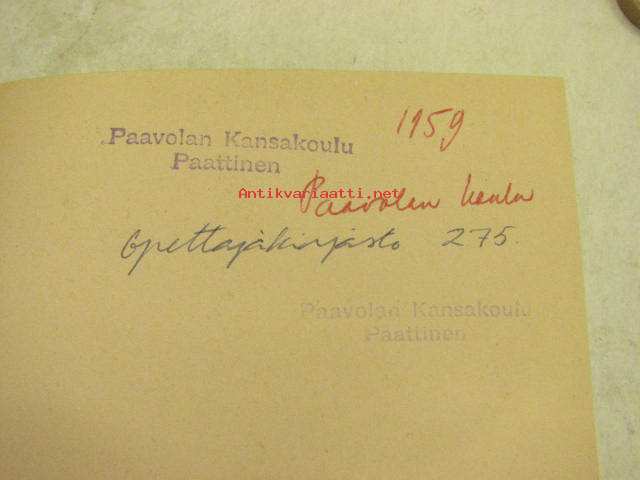 1959
Paavolan Kansakoulu
Paattinen
Antikvariaatti.net
Paavolan koulu
Opettajakirjasto 275.
Paavolan Kansakoulu
Paattinen